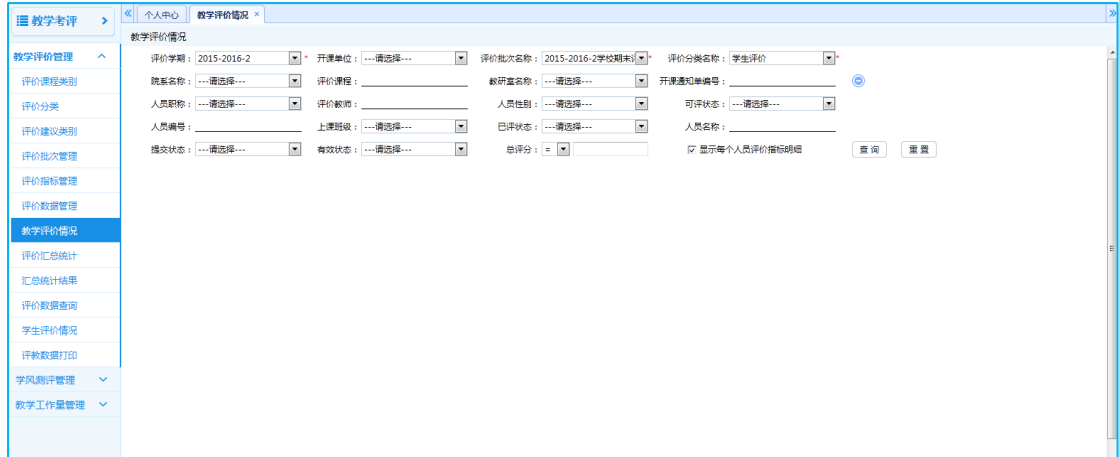 教学考评
个人中心 教学评价情况 ×
教学评价情况
教学评价管理
评价课程类别
评价分类
评价建议类别
评价批次管理
评价指标管理
评价数据管理
教学评价情况
评价汇总统计
汇总统计结果
评价数据查询
学生评价情况
评教数据打印
学风测评管理
教学工作量管理
评价学期： 2015-2016-2 * 开课单位： ---请选择--- 评价批次名称： 2015-2016-2学校期末 * 评价分类名称： 学生评价 *
院系名称： ---请选择--- 评价课程： 教研室名称： ---请选择--- 开课通知单编号：
人员职称： ---请选择--- 评价教师： 人员性别： ---请选择--- 可评状态： ---请选择---
人员编号： 上课班级： ---请选择--- 已评状态： ---请选择--- 人员名称：
提交状态： ---请选择--- 有效状态： ---请选择--- 总评分： = 显示每个人员评价指标明细 查 询 重 置